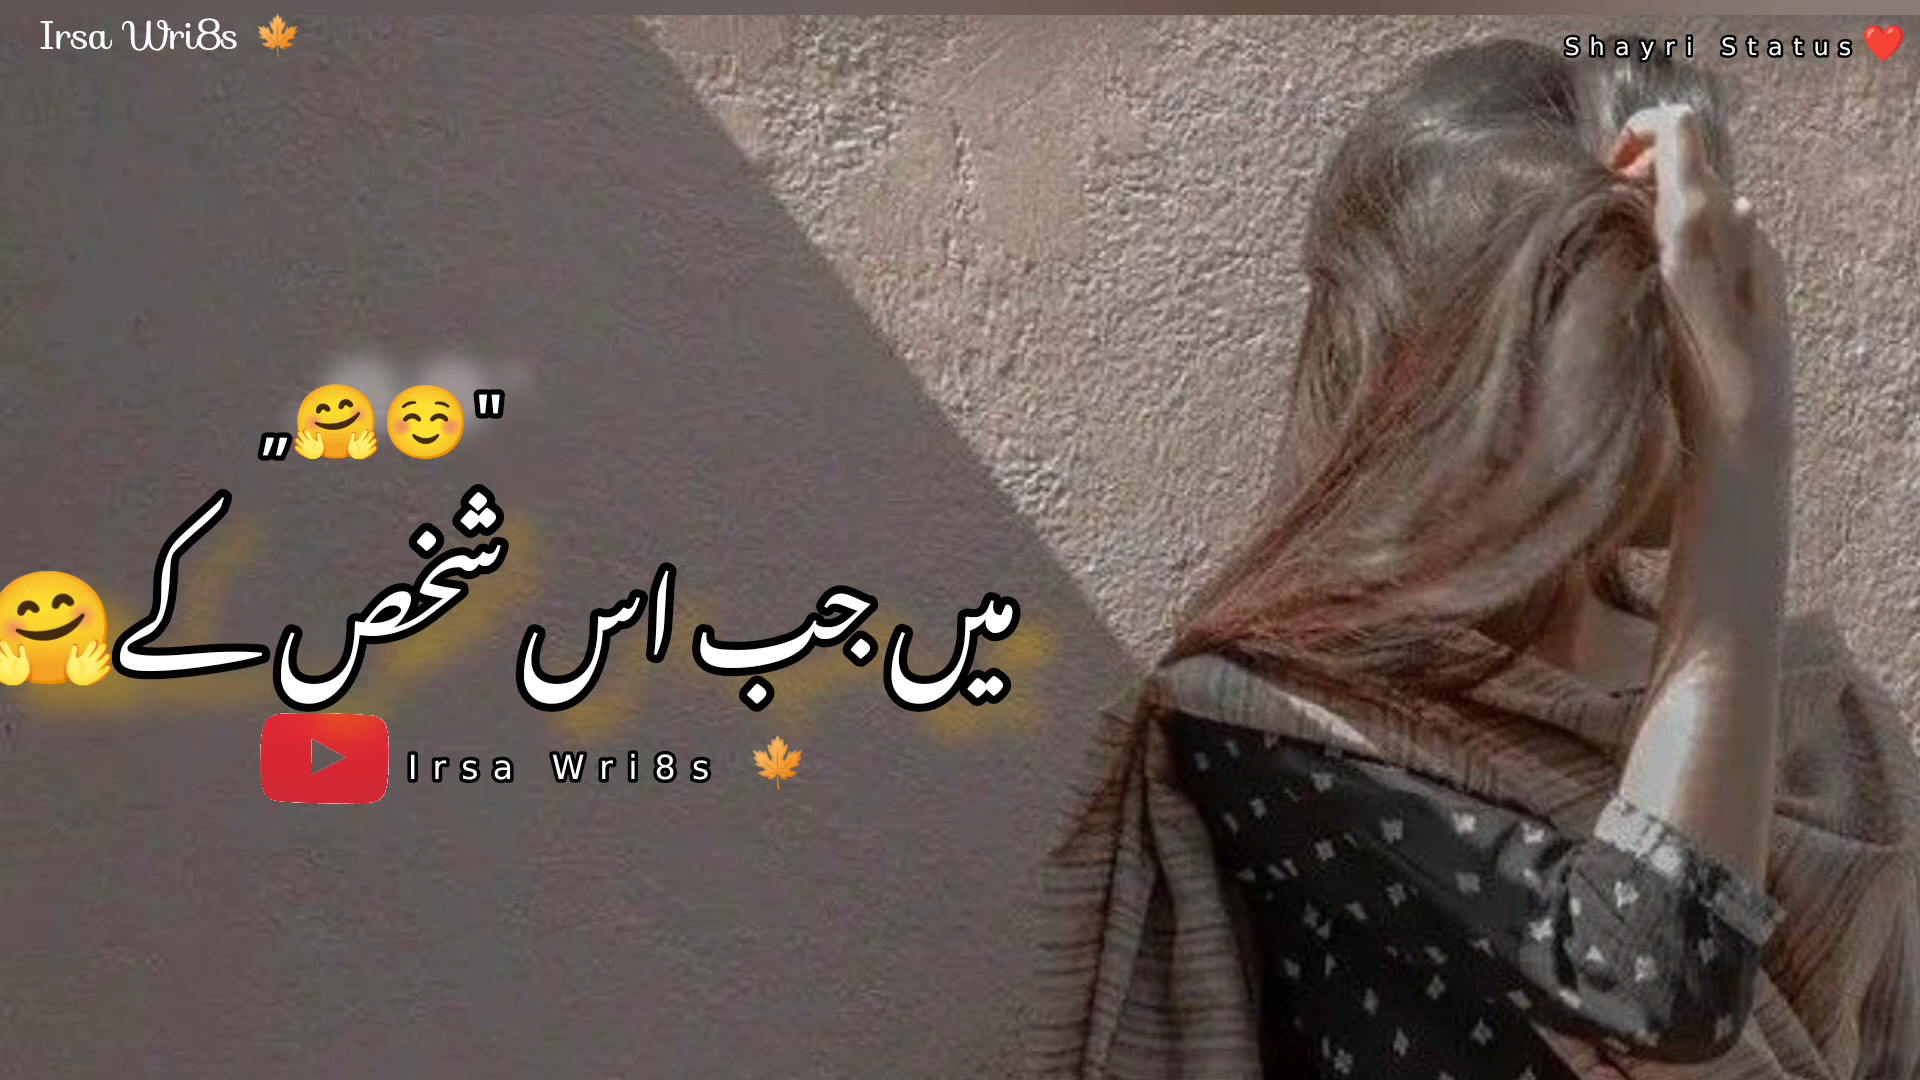 Irsa Wri8s 🍁
Shayri Status❤️
"☺️🤗"
میں جب اس شخص کے🤗
Irsa Wri8s 🍁